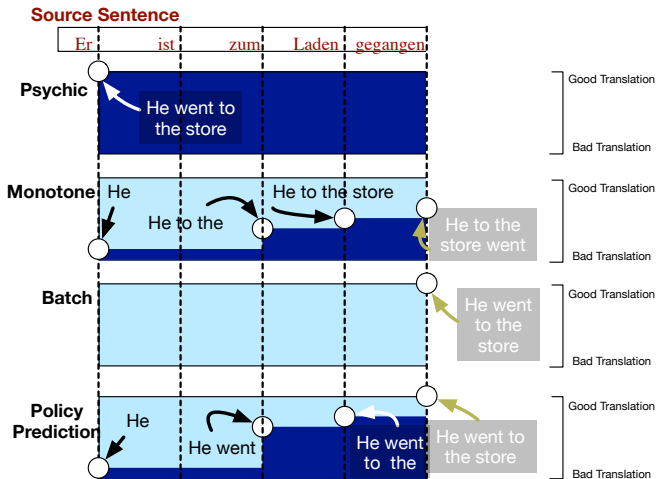 Source Sentence
Er ist zum Laden gegangen
Psychic
He went to
the store
Good Translation
Bad Translation
Monotone
He
He to the
He to the store
He to the
store went
Good Translation
Bad Translation
Batch
He went
to the
store
Good Translation
Bad Translation
Policy
Prediction
He
He went
He went
to the
He went
to the store
Good Translation
Bad Translation